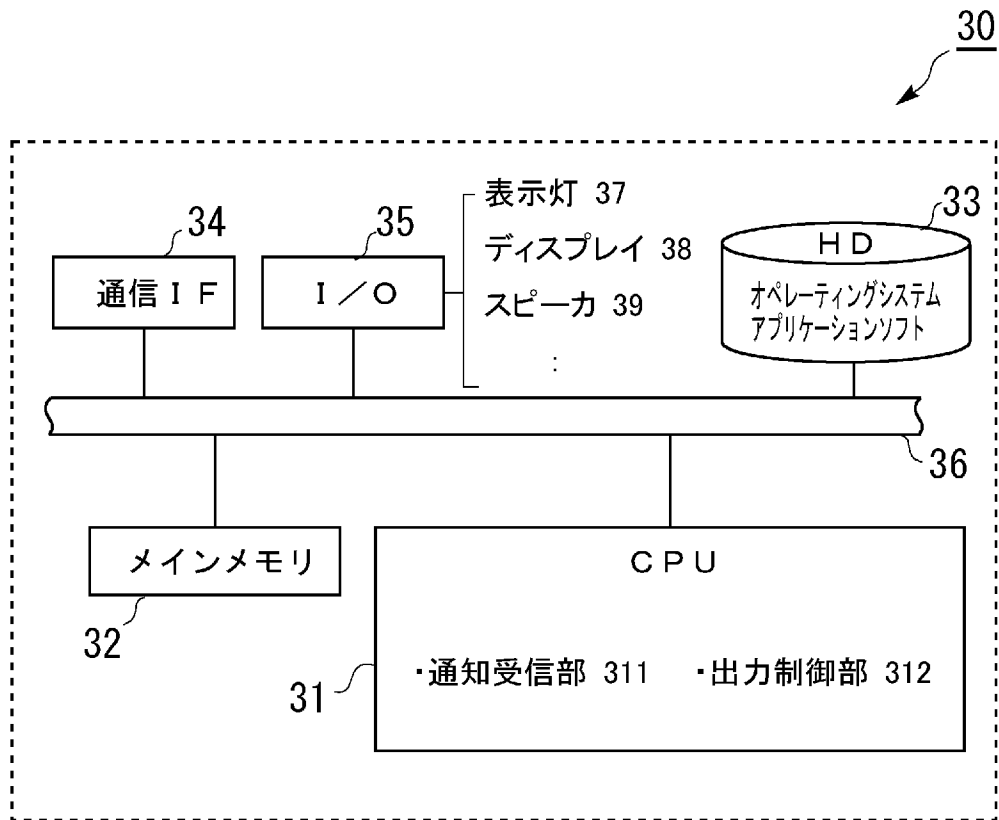 30
34
通信ＩＦ
35
Ｉ／Ｏ
表示灯 37
ディスプレイ 38
スピーカ 39
：
33
ＨＤ
オペレーティングシステム
アプリケーションソフト
36
メインメモリ
32
ＣＰＵ
・通知受信部 311 ・出力制御部 312
31